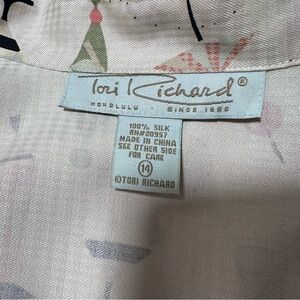 Tori Richard®
HONOLULU · SINCE 1956
100% SILK
RN#20957
MADE IN CHINA
SEE OTHER SIDE
FOR CARE
14
©TORI RICHARD